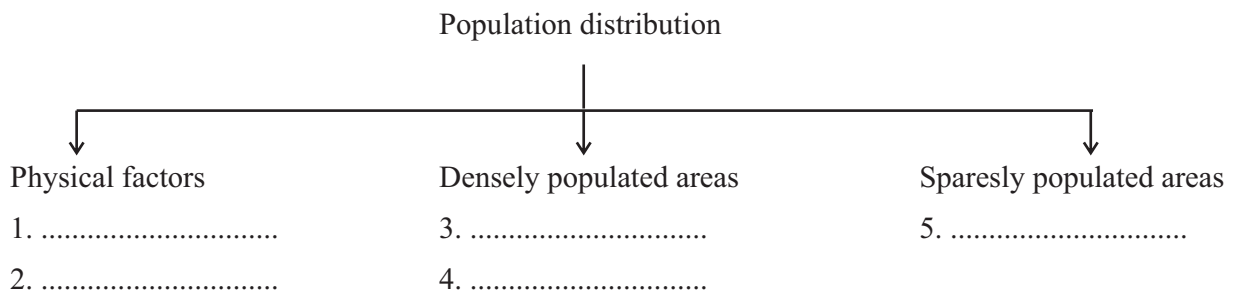 Population distribution
Physical factors
1. ..................................
2. ..................................
Densely populated areas
3. ..................................
4. ..................................
Sparesly populated areas
5. ..................................